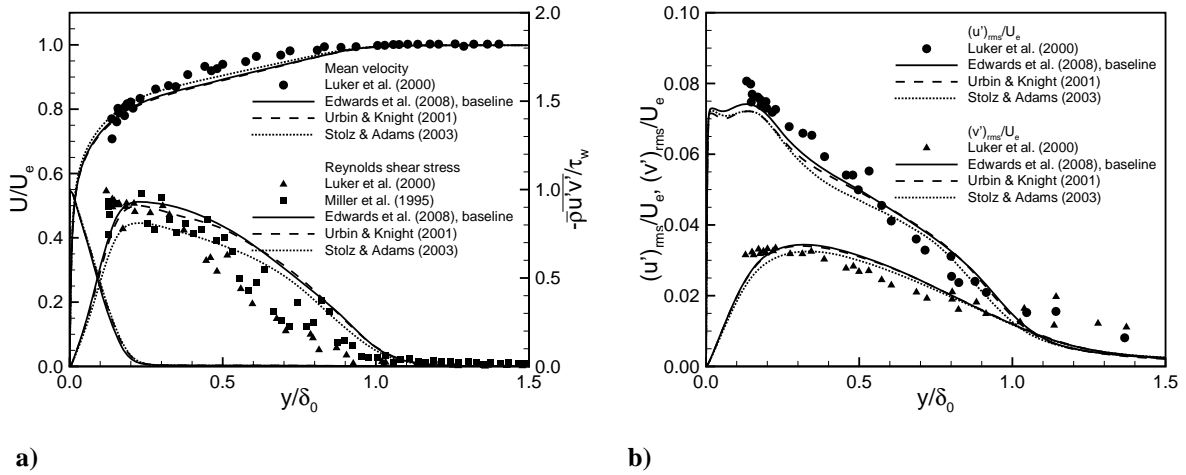 1.0
0.8
0.6
0.4
0.2
0.0
U/U_e
0.0
0.5
1.0
1.5
y/δ_0
2.0
1.5
1.0
0.5
0.0
-ρ̅u'v'/τ_w
Mean velocity
Luker et al. (2000)
Edwards et al. (2008), baseline
Urbin & Knight (2001)
Stolz & Adams (2003)
Reynolds shear stress
Luker et al. (2000)
Miller et al. (1995)
Edwards et al. (2008), baseline
Urbin & Knight (2001)
Stolz & Adams (2003)
a)
0.10
0.08
0.06
0.04
0.02
0.00
(u')_rms/U_e, (v')_rms/U_e
0.0
0.5
1.0
1.5
y/δ_0
(u')_rms/U_e
Luker et al. (2000)
Edwards et al. (2008), baseline
Urbin & Knight (2001)
Stolz & Adams (2003)
(v')_rms/U_e
Luker et al. (2000)
Edwards et al. (2008), baseline
Urbin & Knight (2001)
Stolz & Adams (2003)
b)